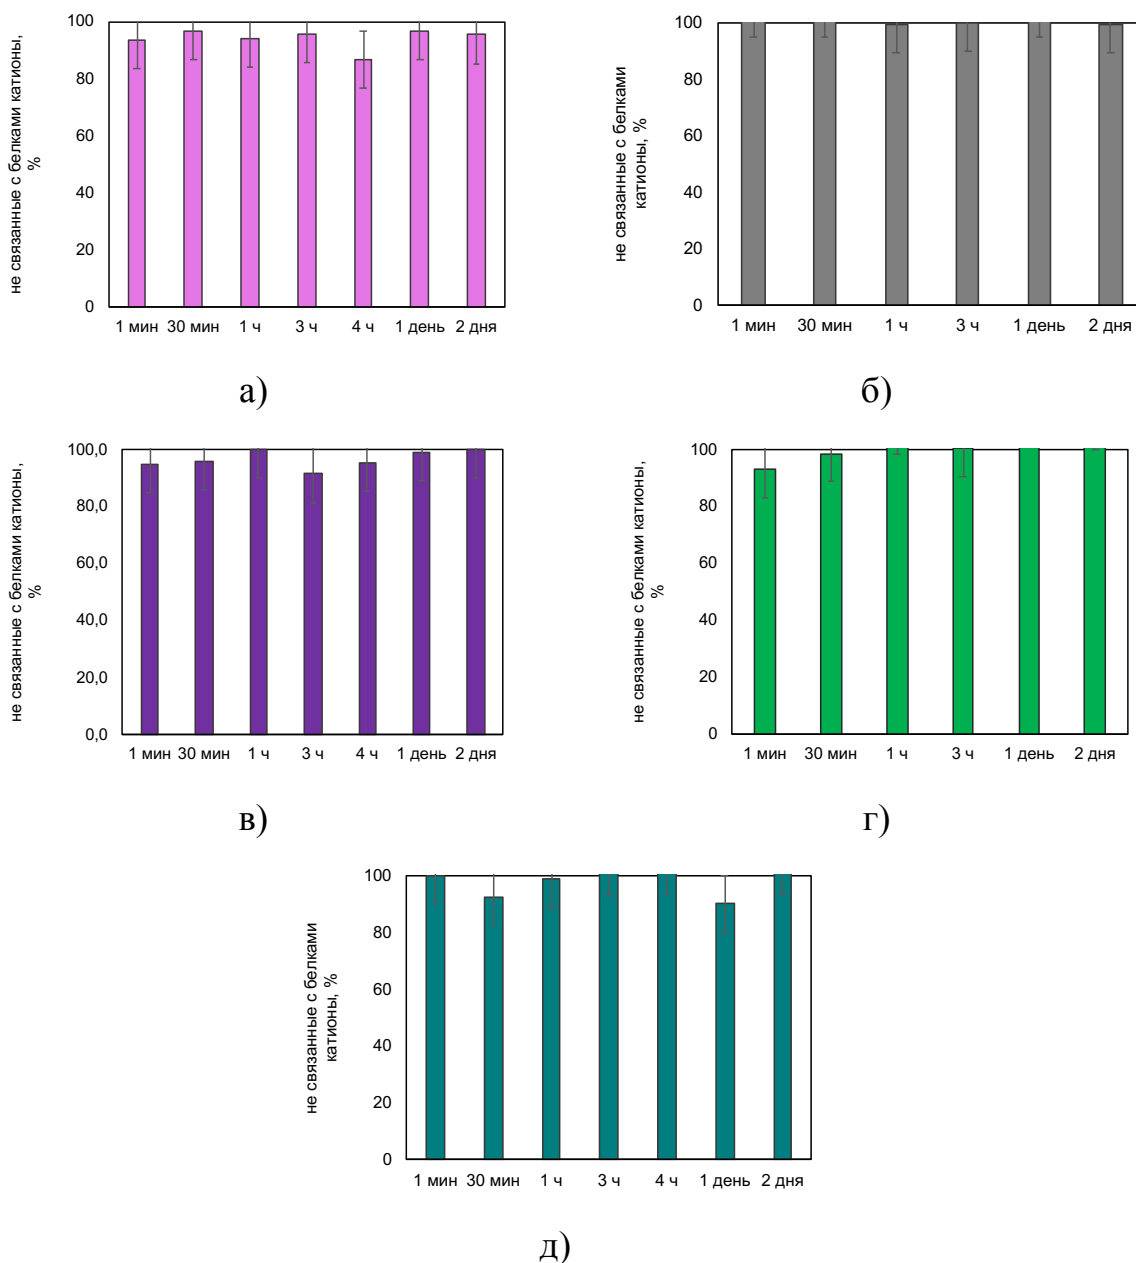 не связанные с белками катионы,
%
100
80
60
40
20
0
1 мин 30 мин 1 ч 3 ч 4 ч 1 день 2 дня
а)
не связанные с белками
катионы, %
100
80
60
40
20
0
1 мин 30 мин 1 ч 3 ч 1 день 2 дня
б)
не связанные с белками катионы,
%
100,0
80,0
60,0
40,0
20,0
0,0
1 мин 30 мин 1 ч 3 ч 4 ч 1 день 2 дня
в)
не связанные с белками катионы,
%
100
80
60
40
20
0
1 мин 30 мин 1 ч 3 ч 1 день 2 дня
г)
не связанные с белками
катионы, %
100
80
60
40
20
0
1 мин 30 мин 1 ч 3 ч 4 ч 1 день 2 дня
д)